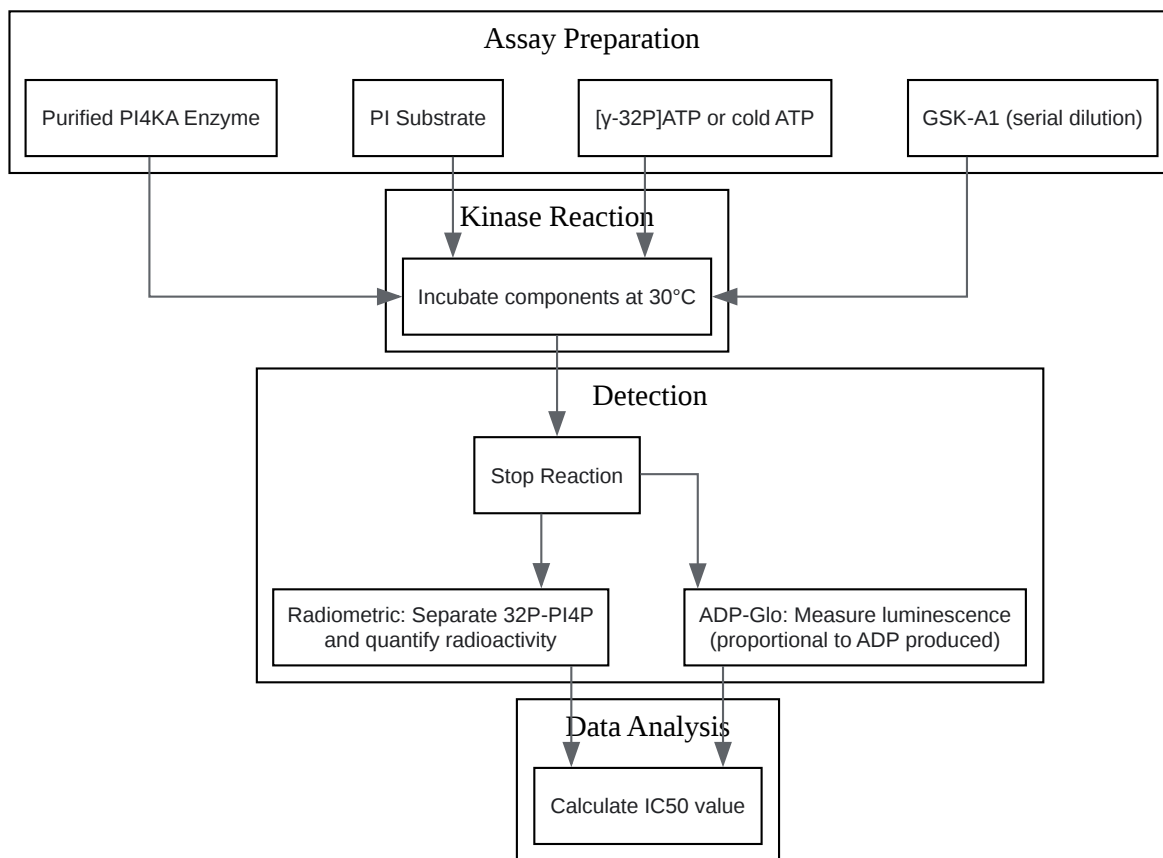 Assay Preparation
Purified PI4KA Enzyme
PI Substrate
[γ-32P]ATP or cold ATP
GSK-A1 (serial dilution)
Kinase Reaction
Incubate components at 30°C
Detection
Stop Reaction
Radiometric: Separate 32P-PI4P
and quantify radioactivity
ADP-Glo: Measure luminescence
(proportional to ADP produced)
Data Analysis
Calculate IC50 value